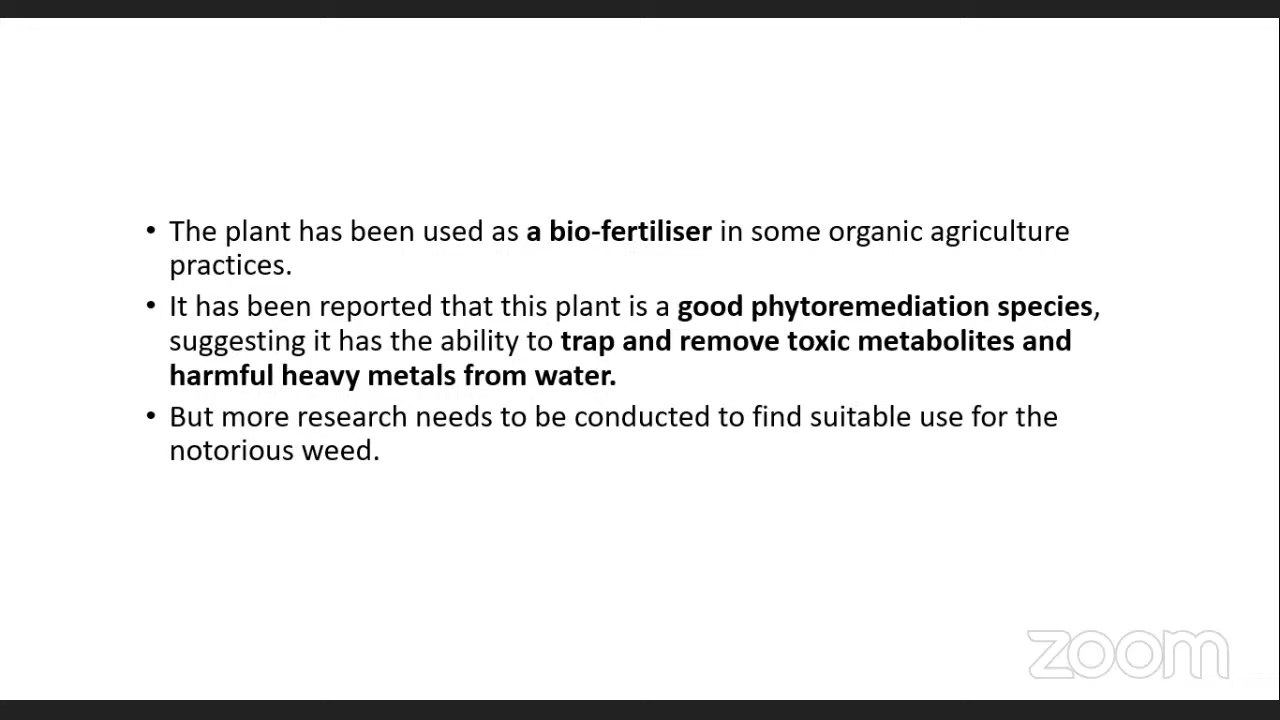 • The plant has been used as a bio-fertiliser in some organic agriculture
practices.
• It has been reported that this plant is a good phytoremediation species,
suggesting it has the ability to trap and remove toxic metabolites and
harmful heavy metals from water.
• But more research needs to be conducted to find suitable use for the
notorious weed.
zoom